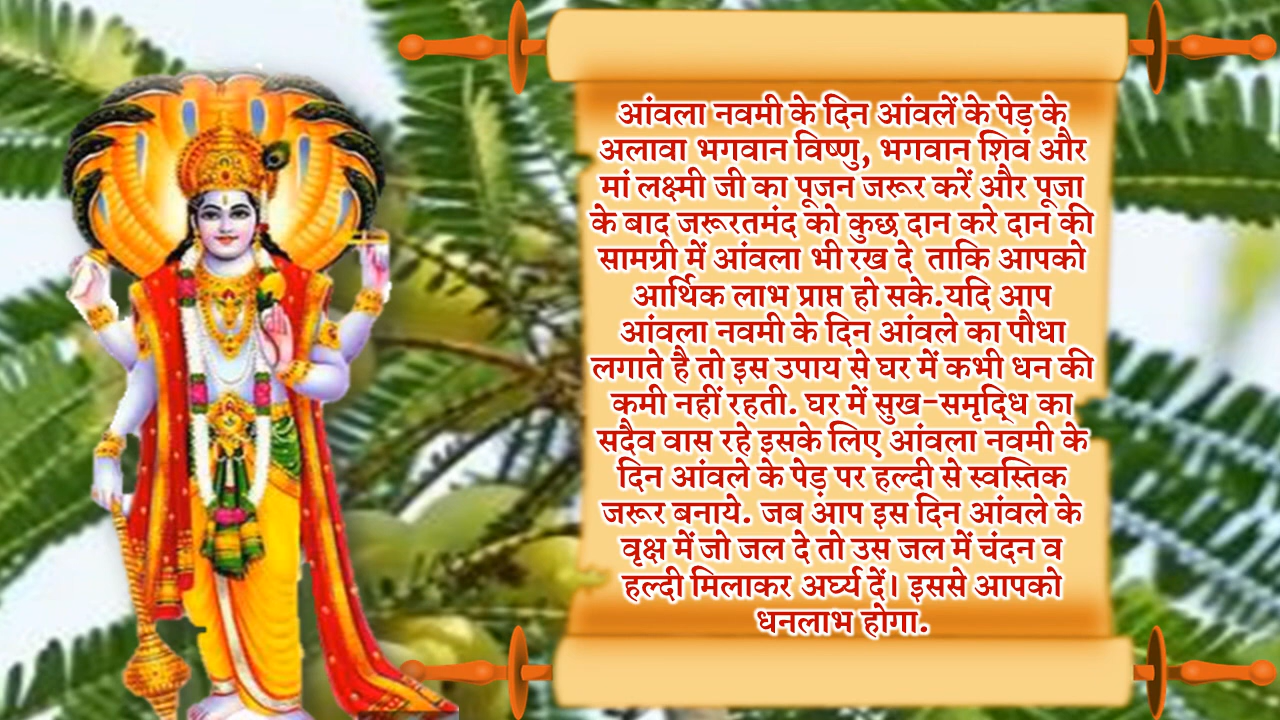 आंवला नवमी के दिन आंवलें के पेड़ के
अलावा भगवान विष्णु, भगवान शिव और
मां लक्ष्मी जी का पूजन जरूर करें और पूजा
के बाद जरूरतमंद को कुछ दान करे दान की
सामग्री में आंवला भी रख दे ताकि आपको
आर्थिक लाभ प्राप्त हो सके.यदि आप
आंवला नवमी के दिन आंवले का पौधा
लगाते है तो इस उपाय से घर में कभी धन की
कमी नहीं रहती. घर में सुख-समृद्धि का
सदैव वास रहे इसके लिए आंवला नवमी के
दिन आंवले के पेड़ पर हल्दी से स्वस्तिक
जरूर बनाये. जब आप इस दिन आंवले के
वृक्ष में जो जल दे तो उस जल में चंदन व
हल्दी मिलाकर अर्घ्य दें। इससे आपको
धनलाभ होगा.